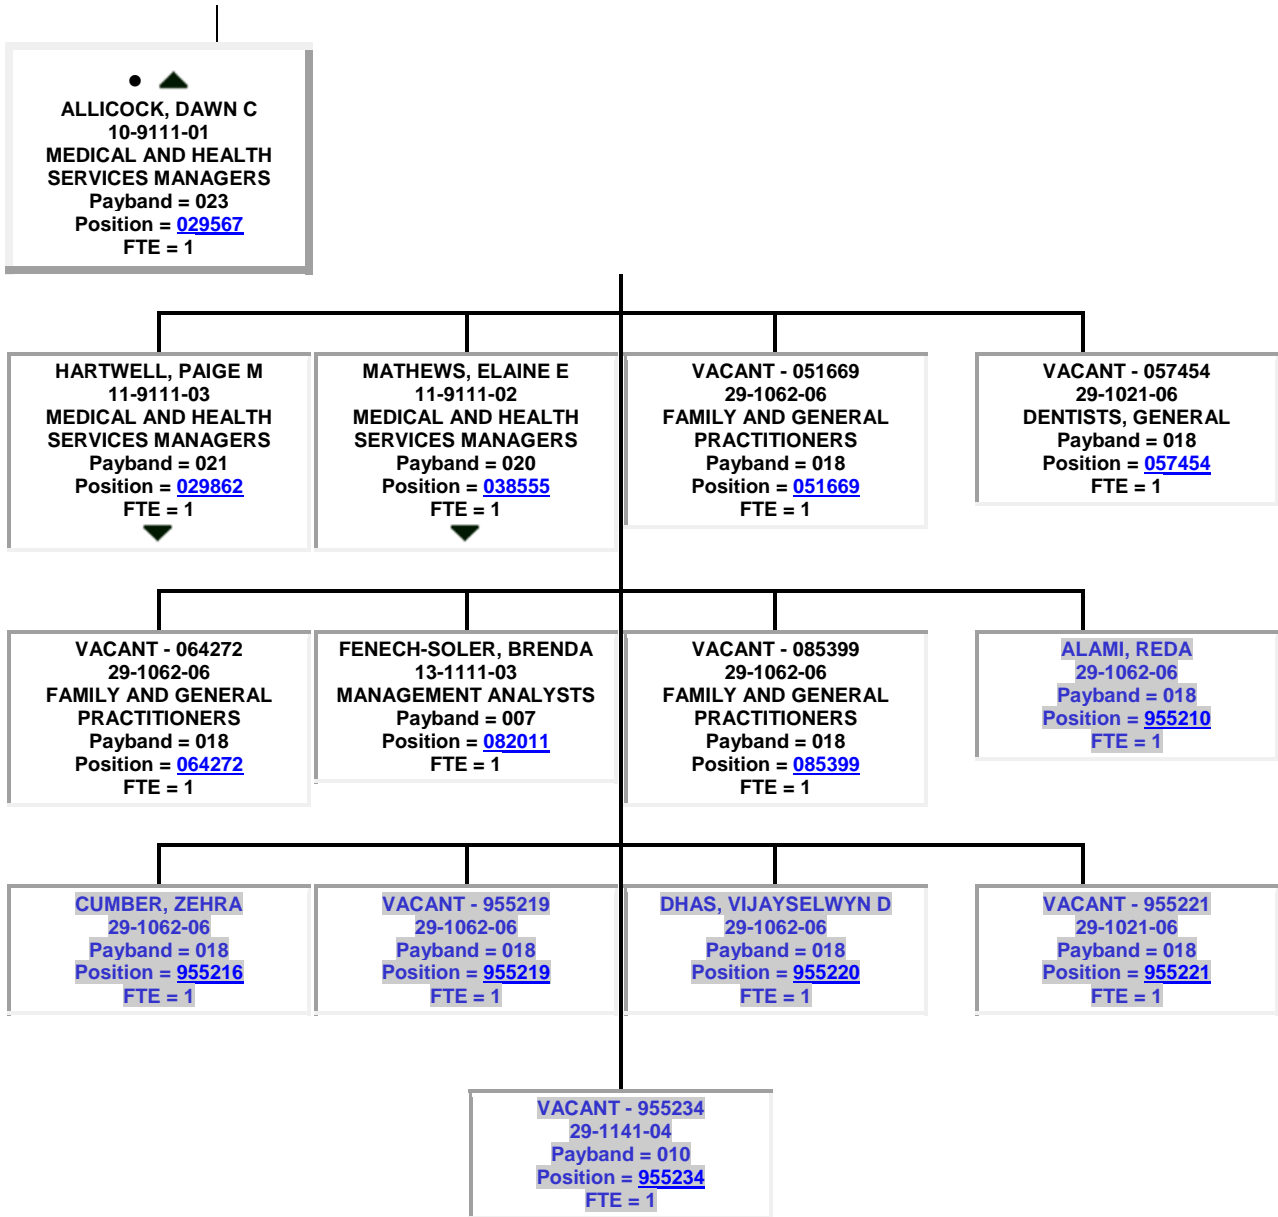 ALLICOCK, DAWN C
10-9111-01
MEDICAL AND HEALTH
SERVICES MANAGERS
Payband = 023
Position = 029567
FTE = 1
HARTWELL, PAIGE M
11-9111-03
MEDICAL AND HEALTH
SERVICES MANAGERS
Payband = 021
Position = 029862
FTE = 1
MATHEWS, ELAINE E
11-9111-02
MEDICAL AND HEALTH
SERVICES MANAGERS
Payband = 020
Position = 038555
FTE = 1
VACANT - 051669
29-1062-06
FAMILY AND GENERAL
PRACTITIONERS
Payband = 018
Position = 051669
FTE = 1
VACANT - 057454
29-1021-06
DENTISTS, GENERAL
Payband = 018
Position = 057454
FTE = 1
VACANT - 064272
29-1062-06
FAMILY AND GENERAL
PRACTITIONERS
Payband = 018
Position = 064272
FTE = 1
FENECH-SOLER, BRENDA
13-1111-03
MANAGEMENT ANALYSTS
Payband = 007
Position = 082011
FTE = 1
VACANT - 085399
29-1062-06
FAMILY AND GENERAL
PRACTITIONERS
Payband = 018
Position = 085399
FTE = 1
ALAMI, REDA
29-1062-06
Payband = 018
Position = 955210
FTE = 1
CUMBER, ZEHRA
29-1062-06
Payband = 018
Position = 955216
FTE = 1
VACANT - 955219
29-1062-06
Payband = 018
Position = 955219
FTE = 1
DHAS, VIJAYSELWYN D
29-1062-06
Payband = 018
Position = 955220
FTE = 1
VACANT - 955221
29-1021-06
Payband = 018
Position = 955221
FTE = 1
VACANT - 955234
29-1141-04
Payband = 010
Position = 955234
FTE = 1